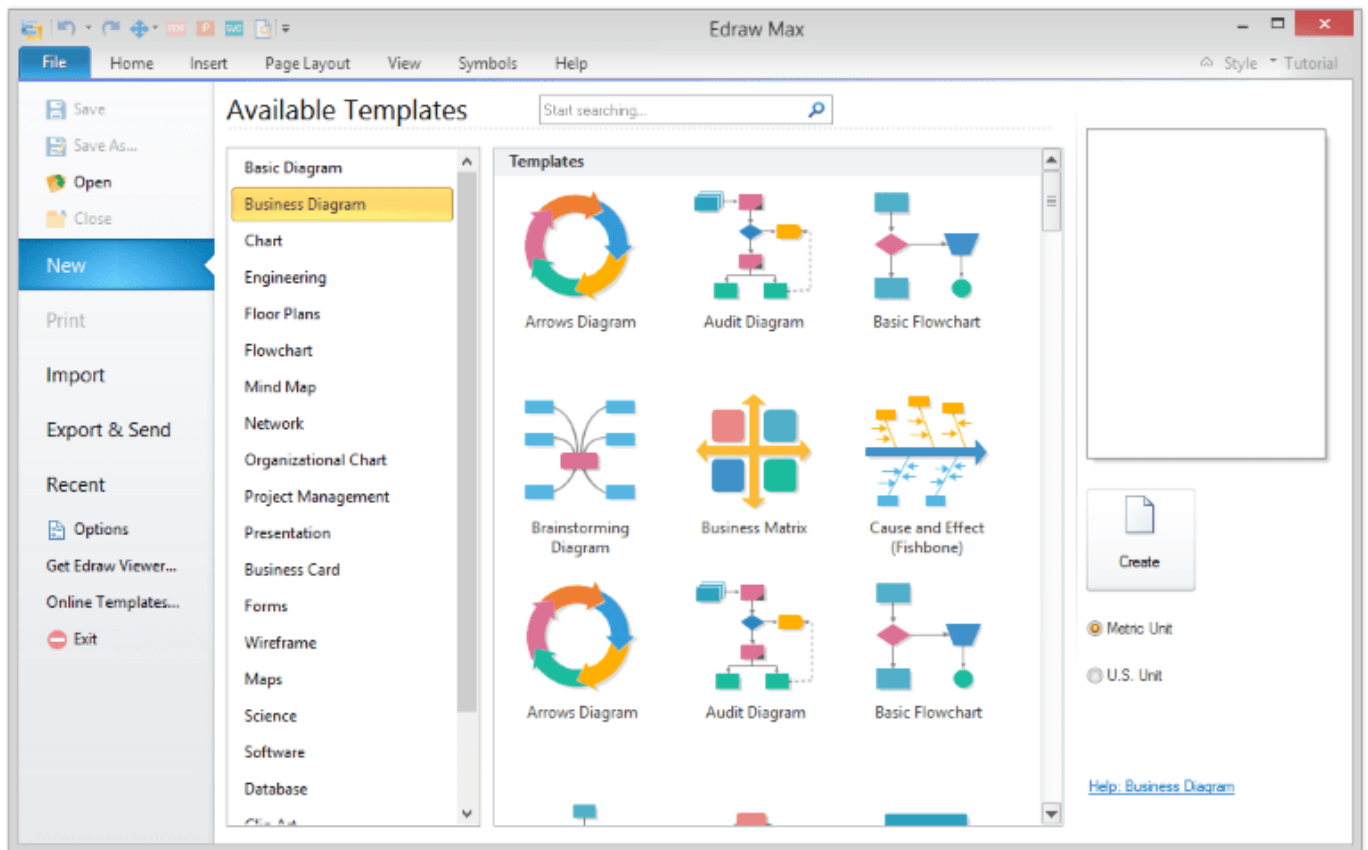 PDF
P
SVG
Edraw Max
File
Home
Insert
Page Layout
View
Symbols
Help
Style
Tutorial
Save
Save As...
Open
Close
New
Print
Import
Export & Send
Recent
Options
Get Edraw Viewer...
Online Templates...
Exit
Available Templates
Start searching...
Basic Diagram
Business Diagram
Chart
Engineering
Floor Plans
Flowchart
Mind Map
Network
Organizational Chart
Project Management
Presentation
Business Card
Forms
Wireframe
Maps
Science
Software
Database
Clip Art
Templates
Arrows Diagram
Audit Diagram
Basic Flowchart
Brainstorming
Diagram
Business Matrix
Cause and Effect
(Fishbone)
Arrows Diagram
Audit Diagram
Basic Flowchart
Create
Metric Unit
U.S. Unit
Help: Business Diagram